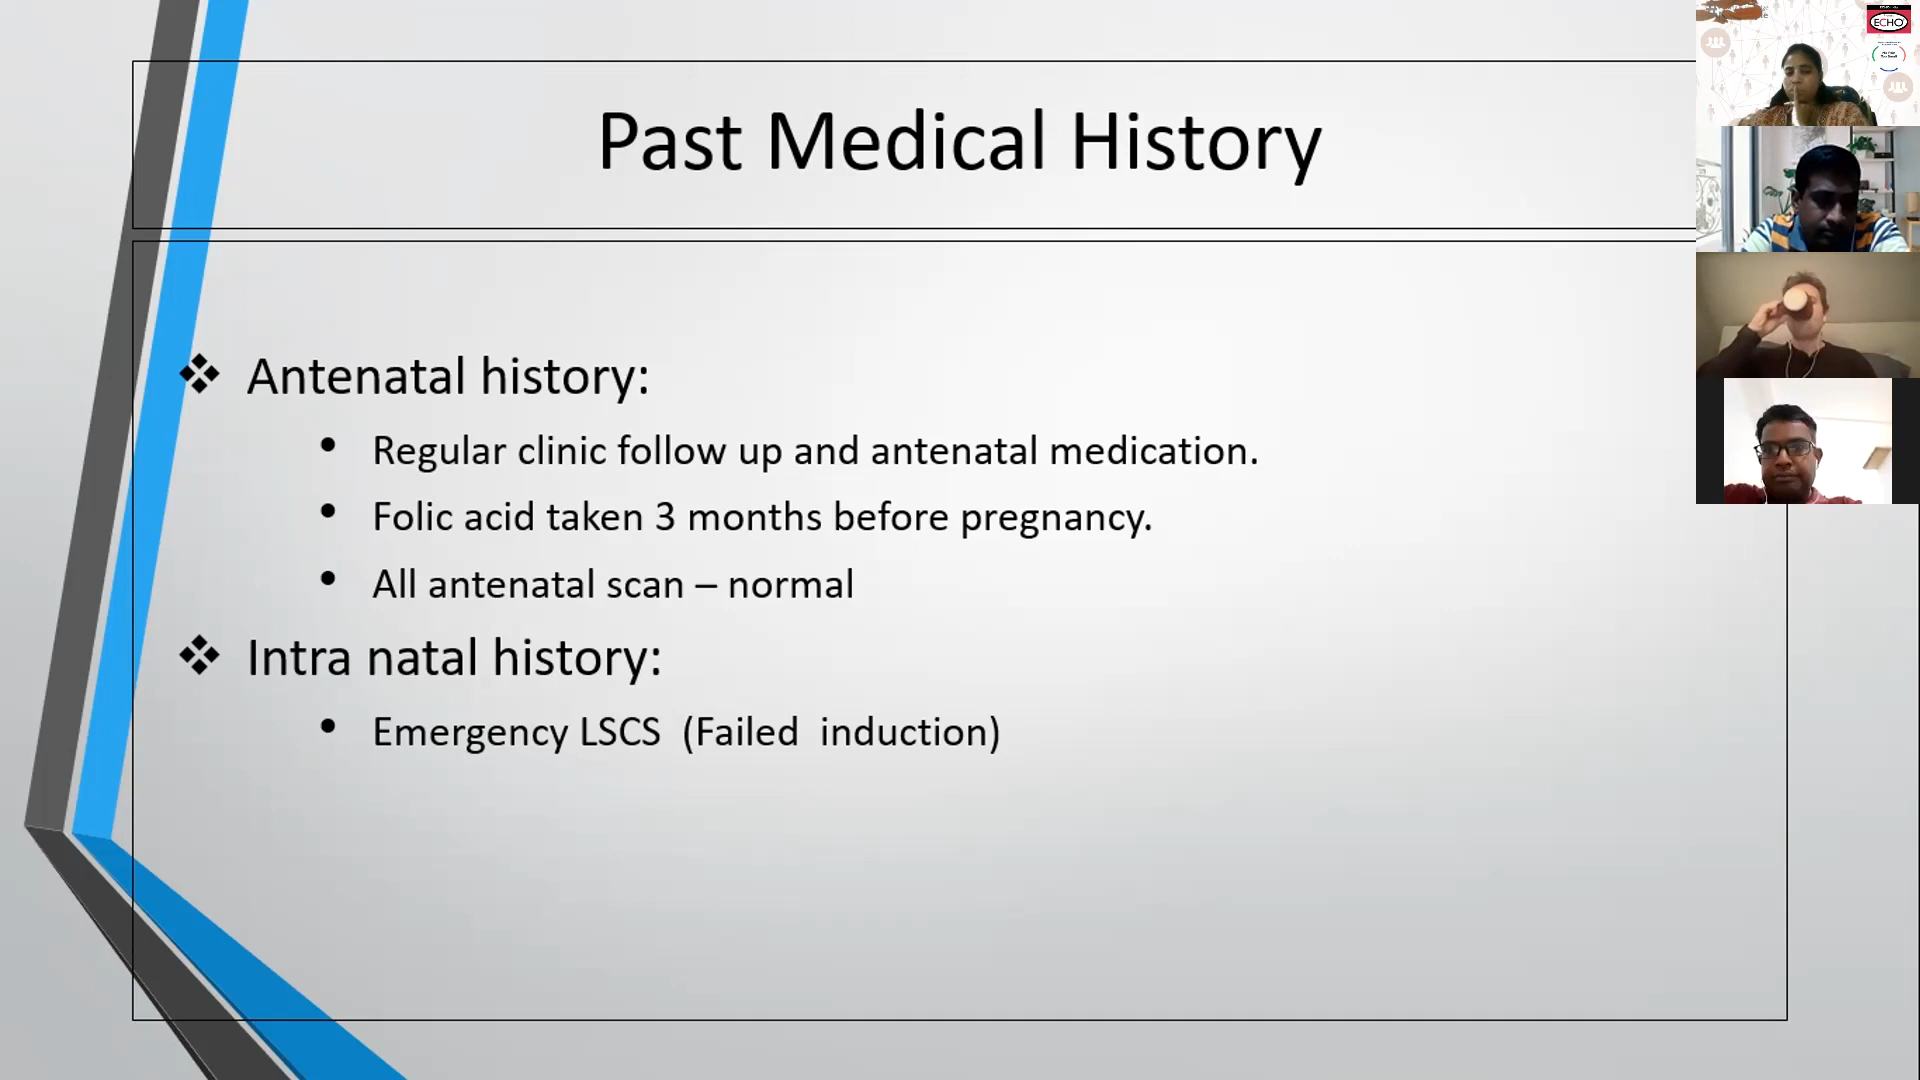 Past Medical History
❖ Antenatal history:
• Regular clinic follow up and antenatal medication.
• Folic acid taken 3 months before pregnancy.
• All antenatal scan – normal
❖ Intra natal history:
• Emergency LSCS (Failed induction)
ECHO